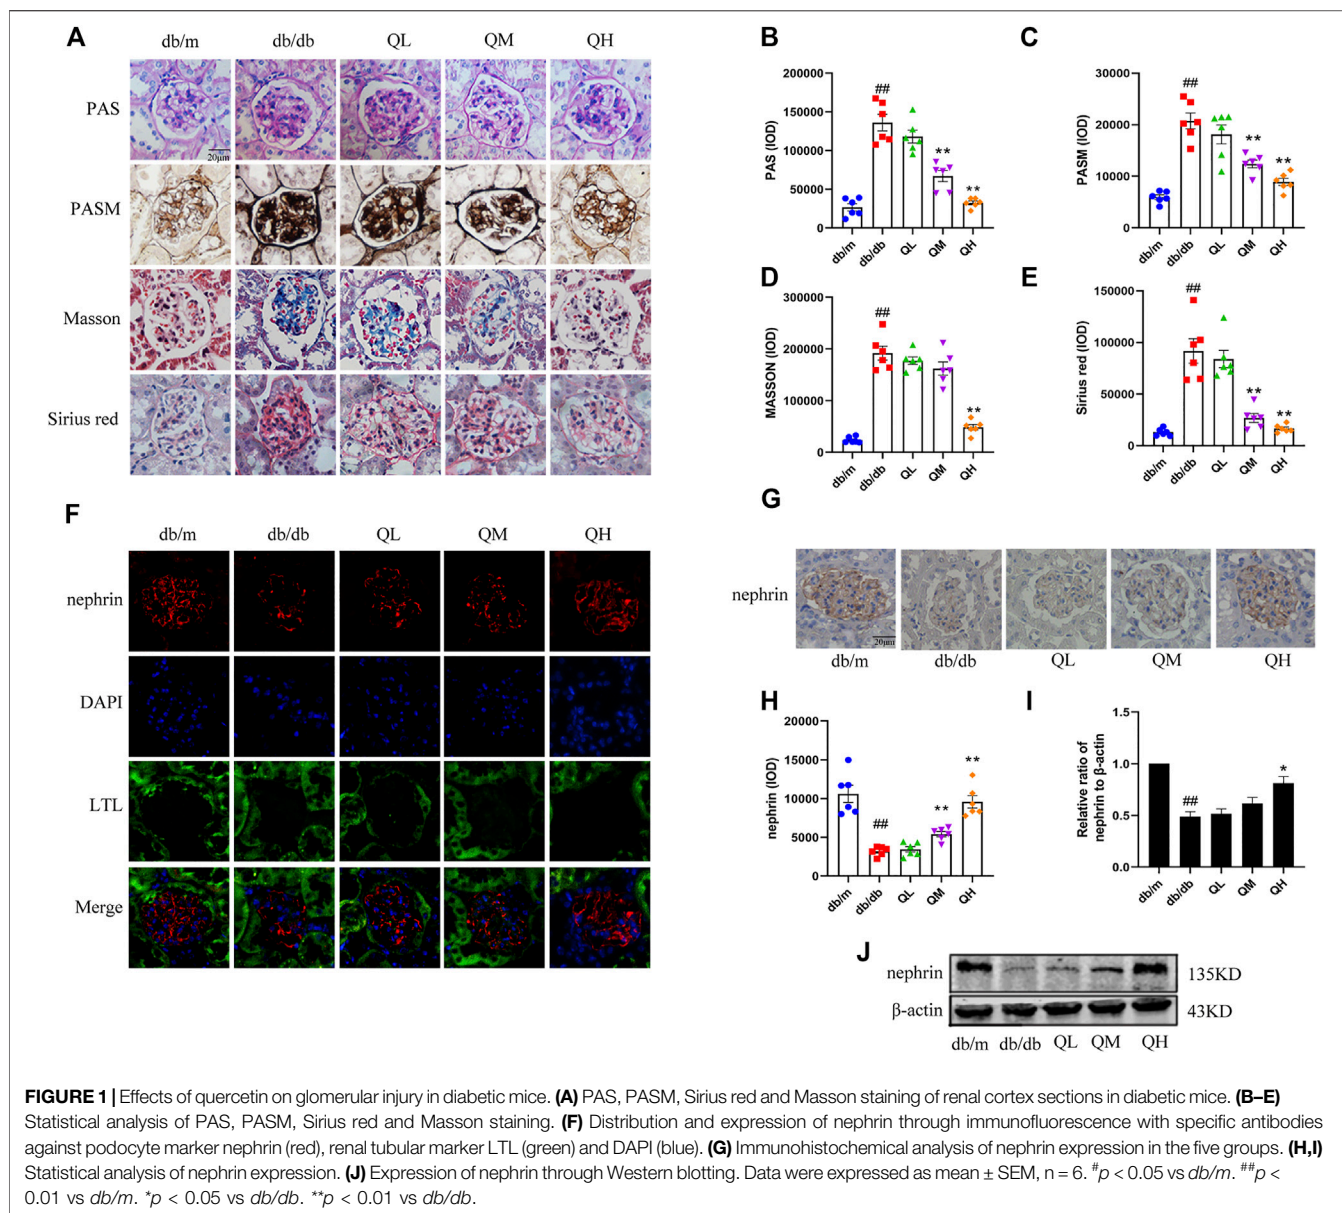 A
db/m db/db QL QM QH
PAS
20μm
PASM
Masson
Sirius red
B
PAS (IOD)
200000
150000
100000
50000
0
##
**
**
db/m db/db QL QM QH
C
PASM (IOD)
30000
20000
10000
0
##
**
**
db/m db/db QL QM QH
D
MASSON (IOD)
300000
200000
100000
0
##
**
db/m db/db QL QM QH
E
Sirius red (IOD)
150000
100000
50000
0
##
**
**
db/m db/db QL QM QH
F
db/m db/db QL QM QH
nephrin
DAPI
LTL
Merge
G
nephrin
20μm
db/m db/db QL QM QH
H
nephrin (IOD)
20000
15000
10000
5000
0
##
**
**
db/m db/db QL QM QH
I
Relative ratio of
nephrin to β-actin
1.5
1.0
0.5
0.0
##
*
db/m db/db QL QM QH
J
nephrin 135KD
β-actin 43KD
db/m db/db QL QM QH
FIGURE 1 | Effects of quercetin on glomerular injury in diabetic mice. (A) PAS, PASM, Sirius red and Masson staining of renal cortex sections in diabetic mice. (B–E)
Statistical analysis of PAS, PASM, Sirius red and Masson staining. (F) Distribution and expression of nephrin through immunofluorescence with specific antibodies
against podocyte marker nephrin (red), renal tubular marker LTL (green) and DAPI (blue). (G) Immunohistochemical analysis of nephrin expression in the five groups. (H,I)
Statistical analysis of nephrin expression. (J) Expression of nephrin through Western blotting. Data were expressed as mean ± SEM, n = 6. #p < 0.05 vs db/m. ##p <
0.01 vs db/m. *p < 0.05 vs db/db. **p < 0.01 vs db/db.